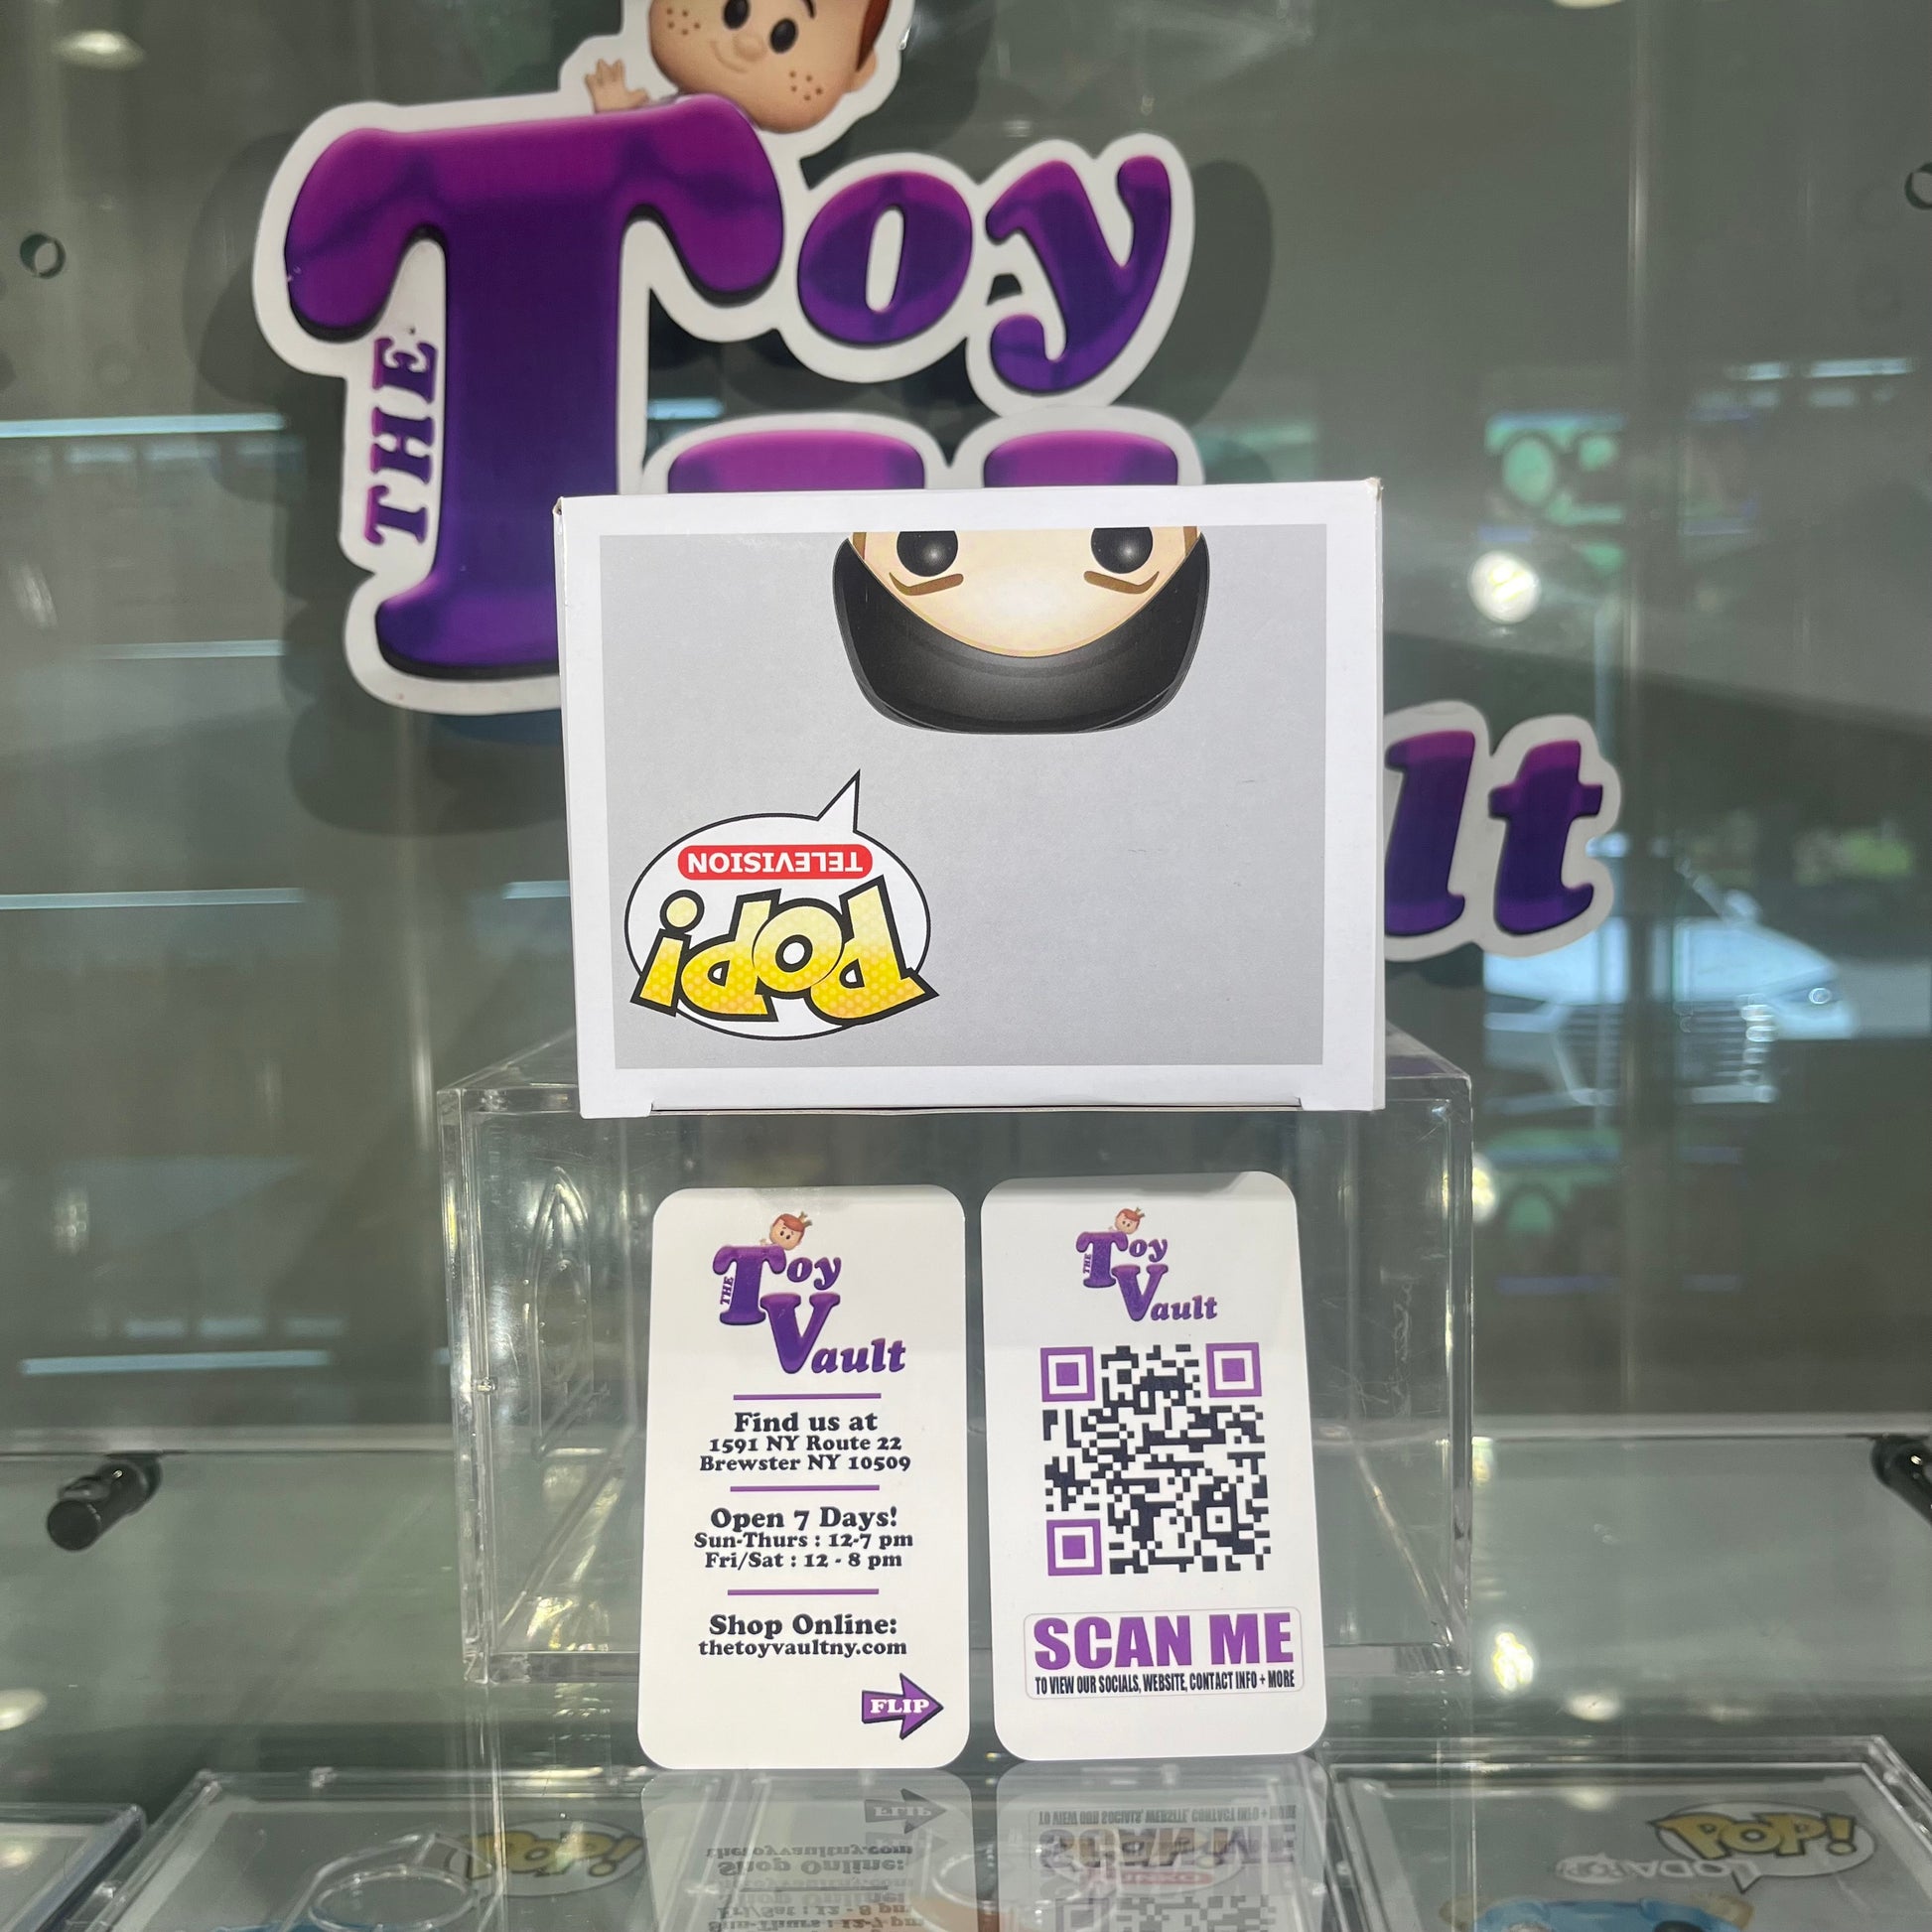 THE Toy
lt
TELEVISION
POP!
THE Toy
Vault
Find us at
1591 NY Route 22
Brewster NY 10509
Open 7 Days!
Sun-Thurs : 12-7 pm
Fri/Sat : 12 - 8 pm
Shop Online:
thetoyvaultny.com
FLIP
THE Toy
Vault
SCAN ME
TO VIEW OUR SOCIALS, WEBSITE, CONTACT INFO + MORE
POP!
POP!